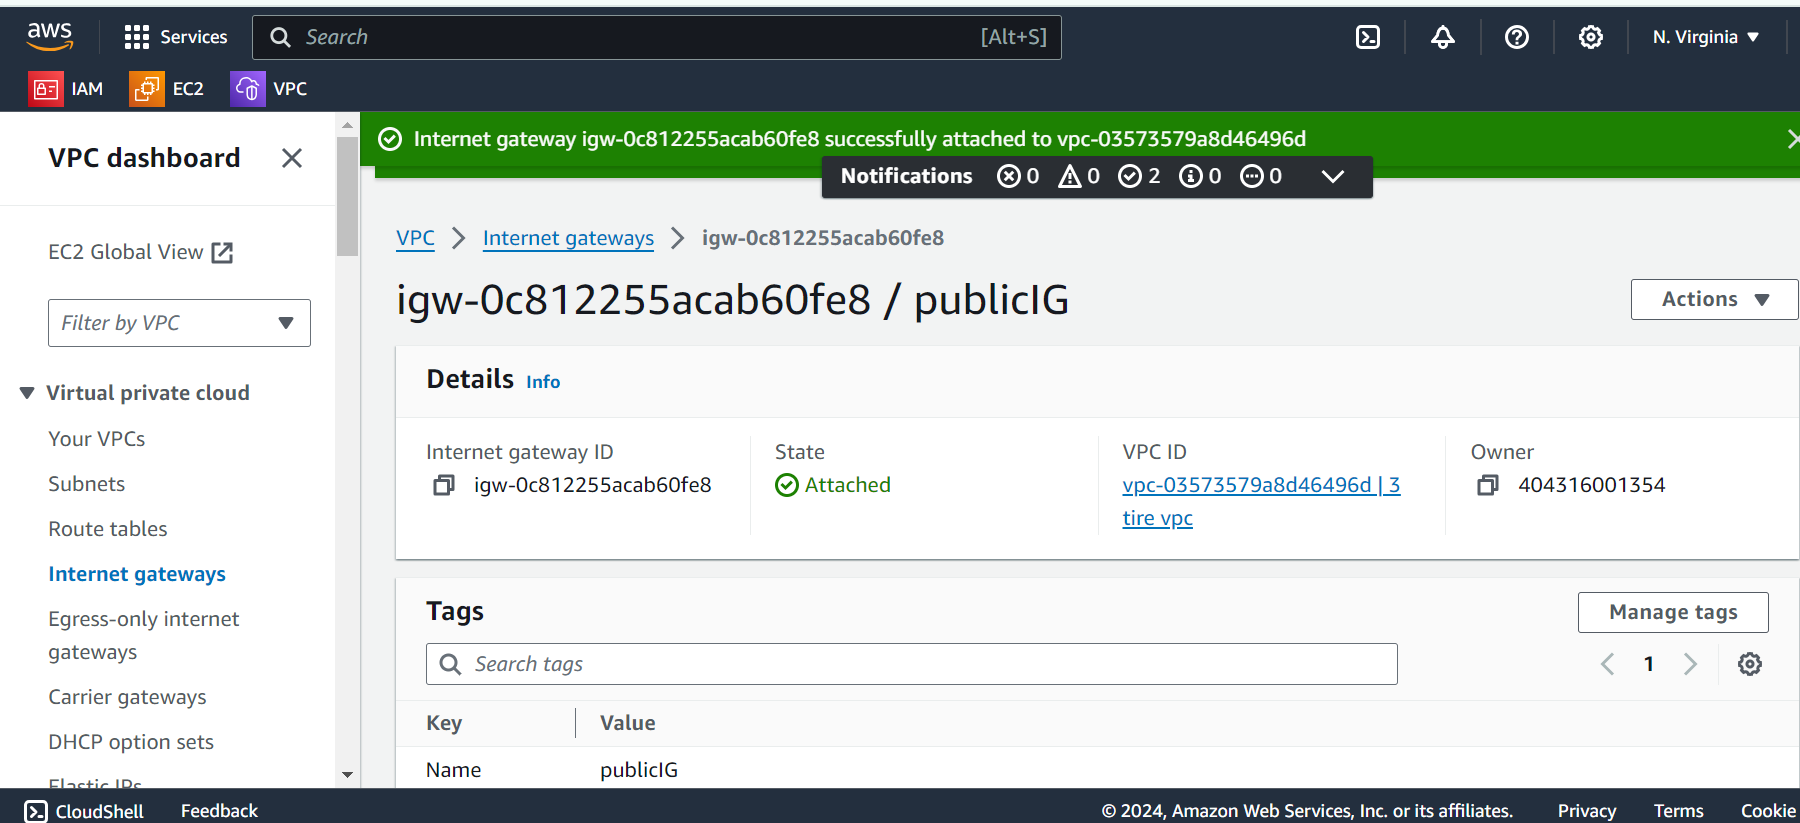 aws
Services
Search
[Alt+S]
N. Virginia
IAM
EC2
VPC
VPC dashboard
EC2 Global View
Filter by VPC
Virtual private cloud
Your VPCs
Subnets
Route tables
Internet gateways
Egress-only internet
gateways
Carrier gateways
DHCP option sets
Elastic IPs
Internet gateway igw-0c812255acab60fe8 successfully attached to vpc-03573579a8d46496d
Notifications 0 0 2 0 0
VPC > Internet gateways > igw-0c812255acab60fe8
igw-0c812255acab60fe8 / publicIG
Actions
Details Info
Internet gateway ID
igw-0c812255acab60fe8
State
Attached
VPC ID
vpc-03573579a8d46496d | 3
tire vpc
Owner
404316001354
Tags
Manage tags
Search tags
1
Key Value
Name publicIG
CloudShell Feedback
© 2024, Amazon Web Services, Inc. or its affiliates. Privacy Terms Cookie